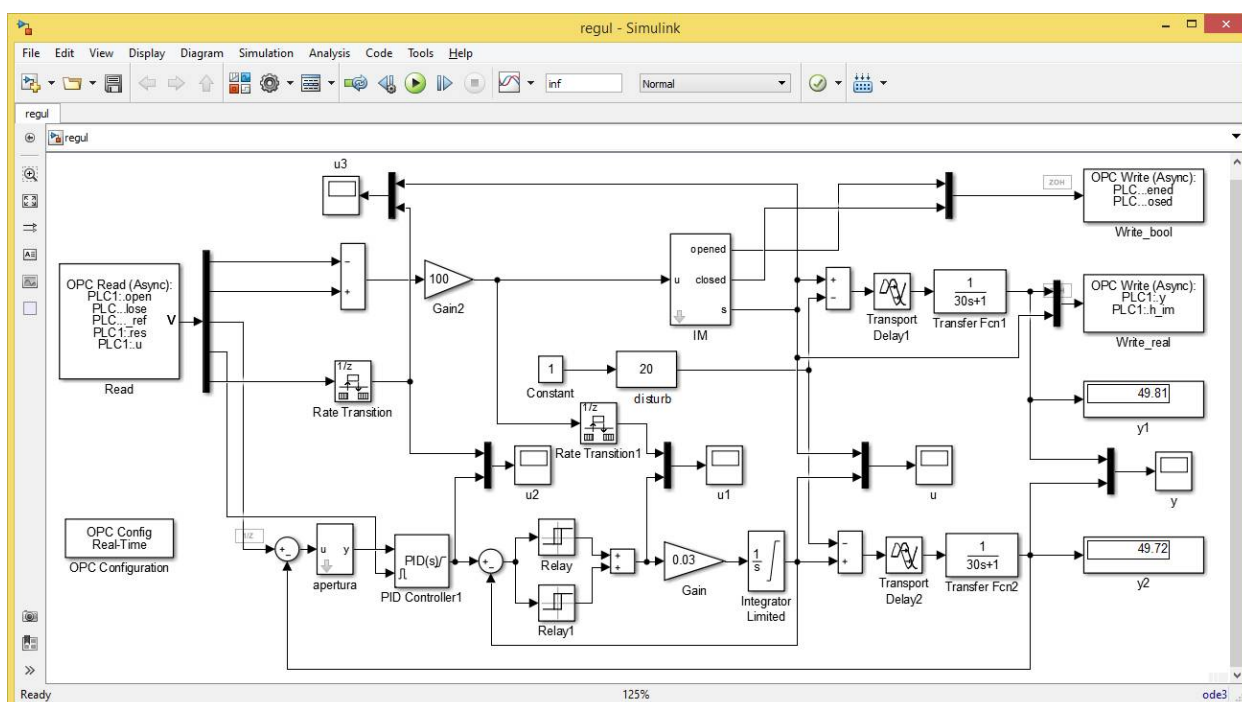 regul - Simulink
File Edit View Display Diagram Simulation Analysis Code Tools Help
inf
Normal
regul
regul
u3
OPC Read (Async):
PLC1:.open
PLC...lose
PLC..._ref
PLC1:.res
PLC1:.u
V
Read
-
+
100
Gain2
1/z
Rate Transition
u
opened
closed
s
IM
1
Constant
20
disturb
1/z
Rate Transition1
+
-
Transport
Delay1
1
30s+1
Transfer Fcn1
ZOH
OPC Write (Async):
PLC...ened
PLC...osed
Write_bool
OPC Write (Async):
PLC1:.y
PLC1:.h_im
Write_real
49.81
y1
u2
u1
u
y
OPC Config
Real-Time
OPC Configuration
1/Z
+
-
u y
apertura
PID(s)
PID Controller1
+
-
Relay
Relay1
+
+
0.03
Gain
1
s
Integrator
Limited
-
+
Transport
Delay2
1
30s+1
Transfer Fcn2
49.72
y2
Ready
125%
ode3